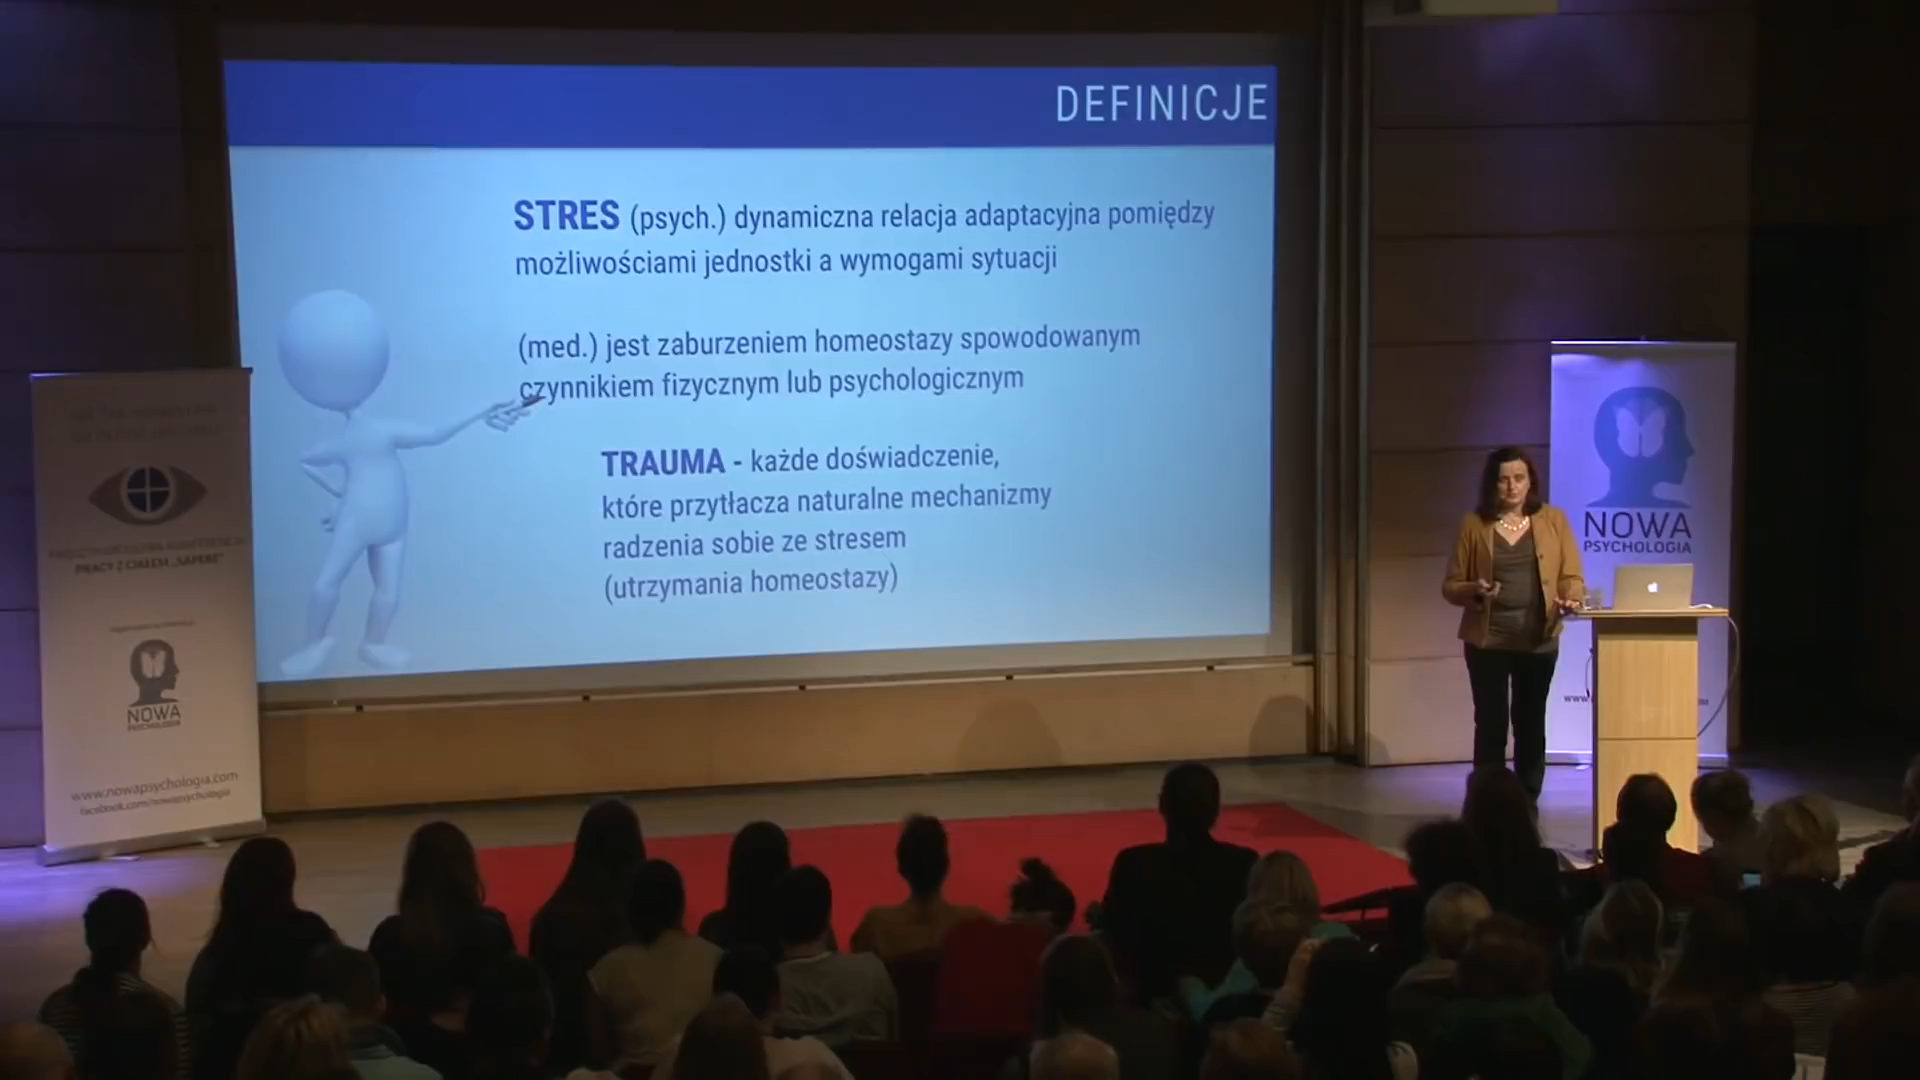 DEFINICJE
STRES (psych.) dynamiczna relacja adaptacyjna pomiędzy
możliwościami jednostki a wymogami sytuacji
(med.) jest zaburzeniem homeostazy spowodowanym
czynnikiem fizycznym lub psychologicznym
TRAUMA - każde doświadczenie,
które przytłacza naturalne mechanizmy
radzenia sobie ze stresem
(utrzymania homeostazy)
PRACY Z CIAŁEM „SAPERE”
NOWA
PSYCHOLOGIA
www.nowapsychologia.com
facebook.com/nowapsychologia
NOWA
PSYCHOLOGIA